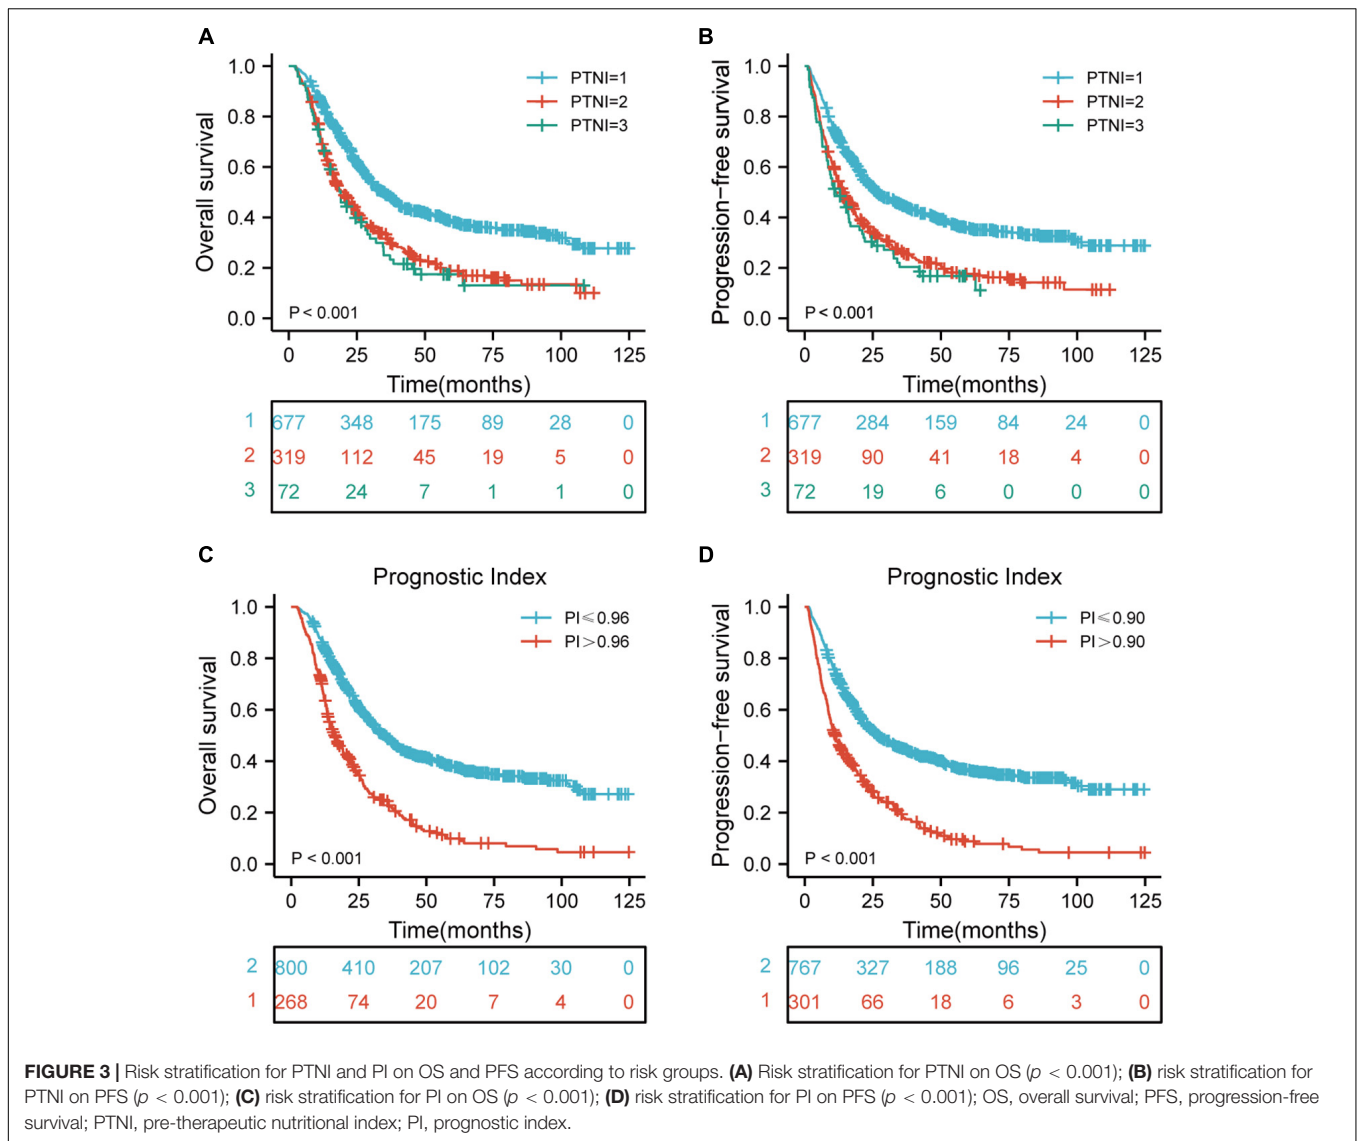 A
Overall survival
1.0
0.8
0.6
0.4
0.2
0.0
PTNI=1
PTNI=2
PTNI=3
P < 0.001
0 25 50 75 100 125
Time(months)
1 677 348 175 89 28 0
2 319 112 45 19 5 0
3 72 24 7 1 1 0
B
Progression-free survival
1.0
0.8
0.6
0.4
0.2
0.0
PTNI=1
PTNI=2
PTNI=3
P < 0.001
0 25 50 75 100 125
Time(months)
1 677 284 159 84 24 0
2 319 90 41 18 4 0
3 72 19 6 0 0 0
C
Prognostic Index
Overall survival
1.0
0.8
0.6
0.4
0.2
0.0
PI≤0.96
PI>0.96
P < 0.001
0 25 50 75 100 125
Time(months)
2 800 410 207 102 30 0
1 268 74 20 7 4 0
D
Prognostic Index
Progression-free survival
1.0
0.8
0.6
0.4
0.2
0.0
PI≤0.90
PI>0.90
P < 0.001
0 25 50 75 100 125
Time(months)
2 767 327 188 96 25 0
1 301 66 18 6 3 0
FIGURE 3 | Risk stratification for PTNI and PI on OS and PFS according to risk groups. (A) Risk stratification for PTNI on OS (p < 0.001); (B) risk stratification for
PTNI on PFS (p < 0.001); (C) risk stratification for PI on OS (p < 0.001); (D) risk stratification for PI on PFS (p < 0.001); OS, overall survival; PFS, progression-free
survival; PTNI, pre-therapeutic nutritional index; PI, prognostic index.